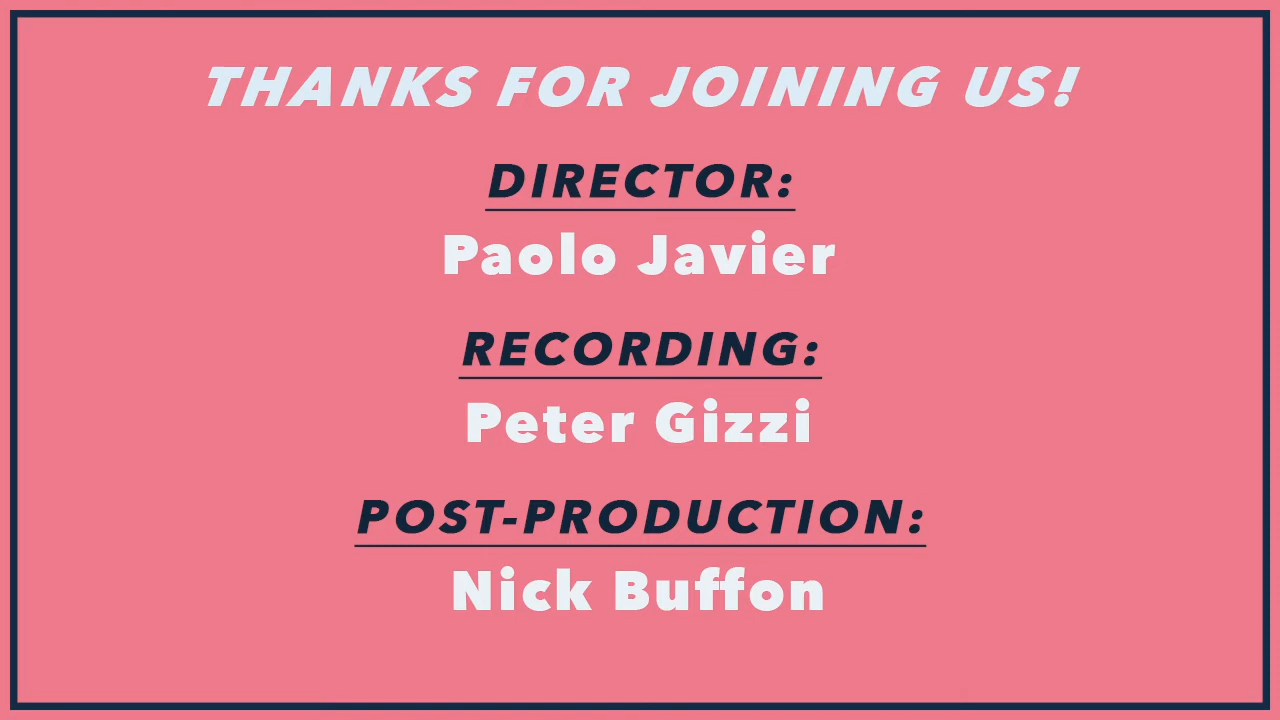 THANKS FOR JOINING US!
DIRECTOR:
Paolo Javier
RECORDING:
Peter Gizzi
POST-PRODUCTION:
Nick Buffon